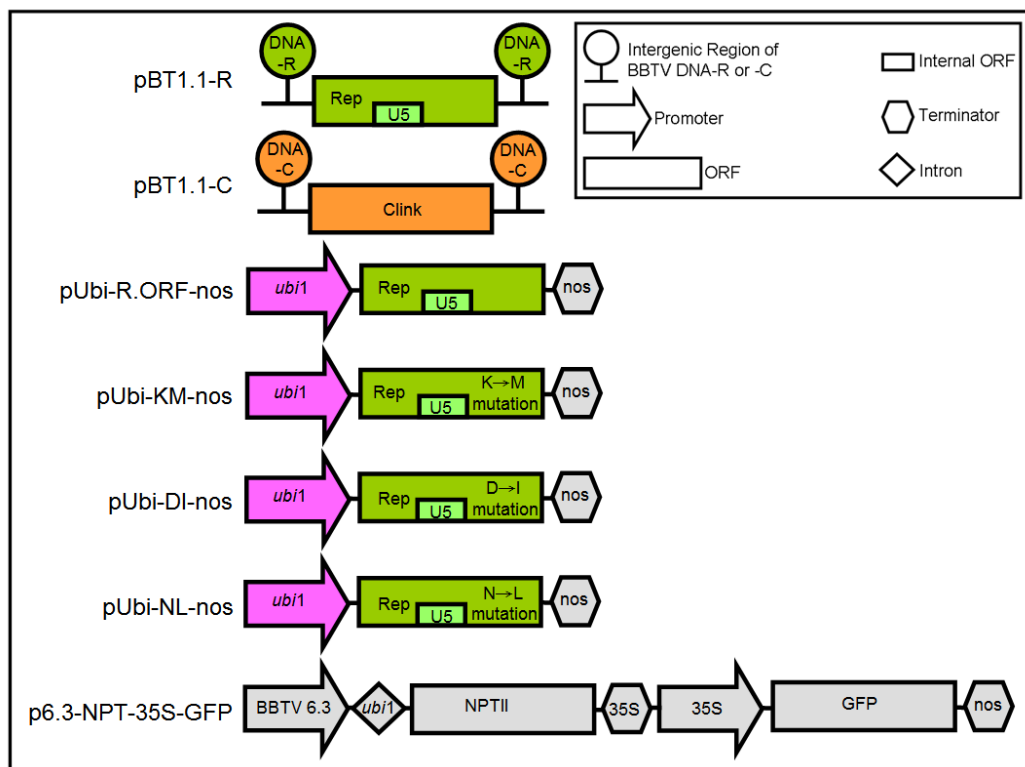 pBT1.1-R
DNA
-R
DNA
-R
Rep
U5
pBT1.1-C
DNA
-C
DNA
-C
Clink
Intergenic Region of
BBTV DNA-R or -C
Internal ORF
Promoter
Terminator
ORF
Intron
pUbi-R.ORF-nos
ubi1
Rep
U5
nos
pUbi-KM-nos
ubi1
Rep
U5
K→M
mutation
nos
pUbi-DI-nos
ubi1
Rep
U5
D→I
mutation
nos
pUbi-NL-nos
ubi1
Rep
U5
N→L
mutation
nos
p6.3-NPT-35S-GFP
BBTV 6.3
ubi1
NPTII
35S
35S
GFP
nos